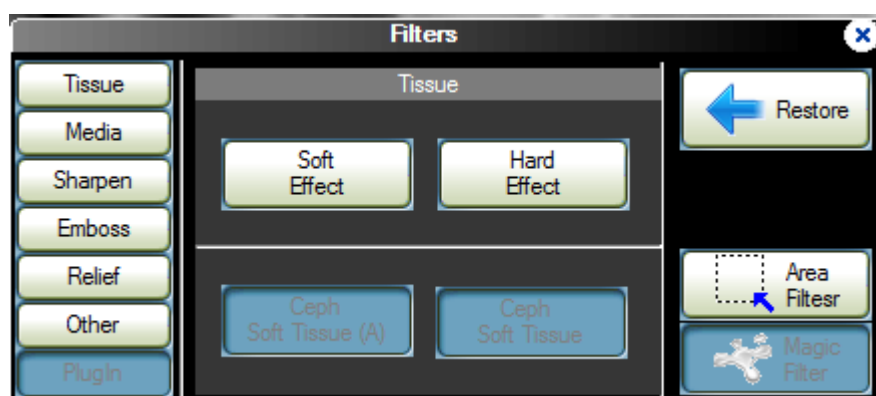 Filters
Tissue
Media
Sharpen
Emboss
Relief
Other
PlugIn
Tissue
Soft
Effect
Hard
Effect
Ceph
Soft Tissue (A)
Ceph
Soft Tissue
Restore
Area
Filtesr
Magic
Filter